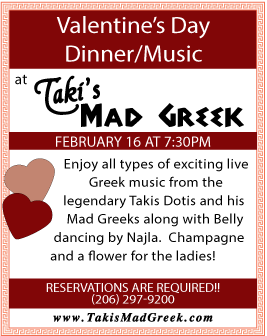 Valentine's Day
Dinner/Music
at
Taki's
Mad Greek
FEBRUARY 16 AT 7:30PM
Enjoy all types of exciting live
Greek music from the
legendary Takis Dotis and his
Mad Greeks along with Belly
dancing by Najla.  Champagne
and a flower for the ladies!
RESERVATIONS ARE REQUIRED!!
(206) 297-9200
www.TakisMadGreek.com